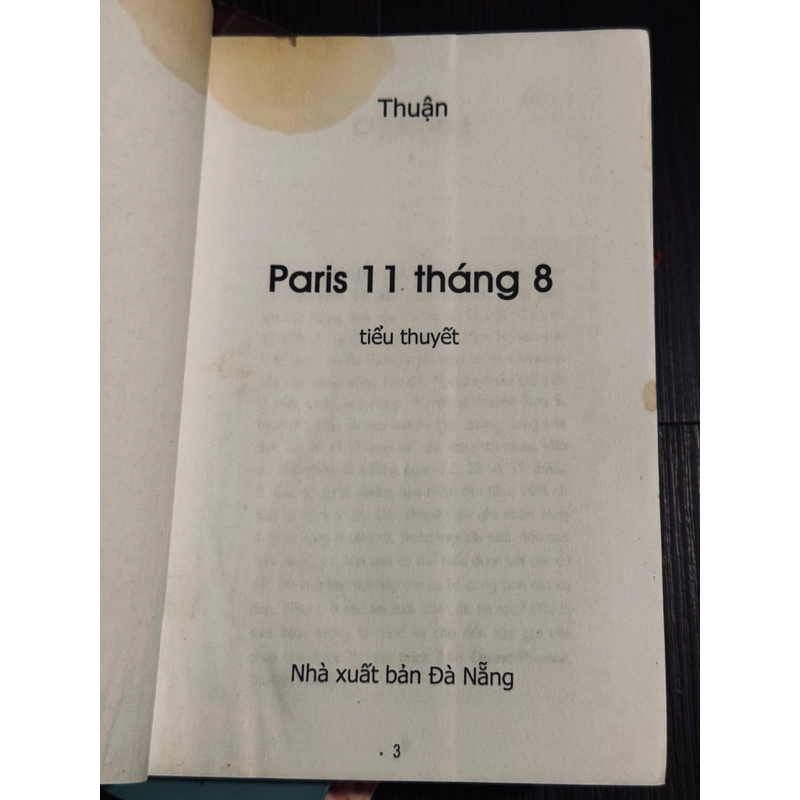 Thuận
Paris 11 tháng 8
tiểu thuyết
Nhà xuất bản Đà Nẵng
3